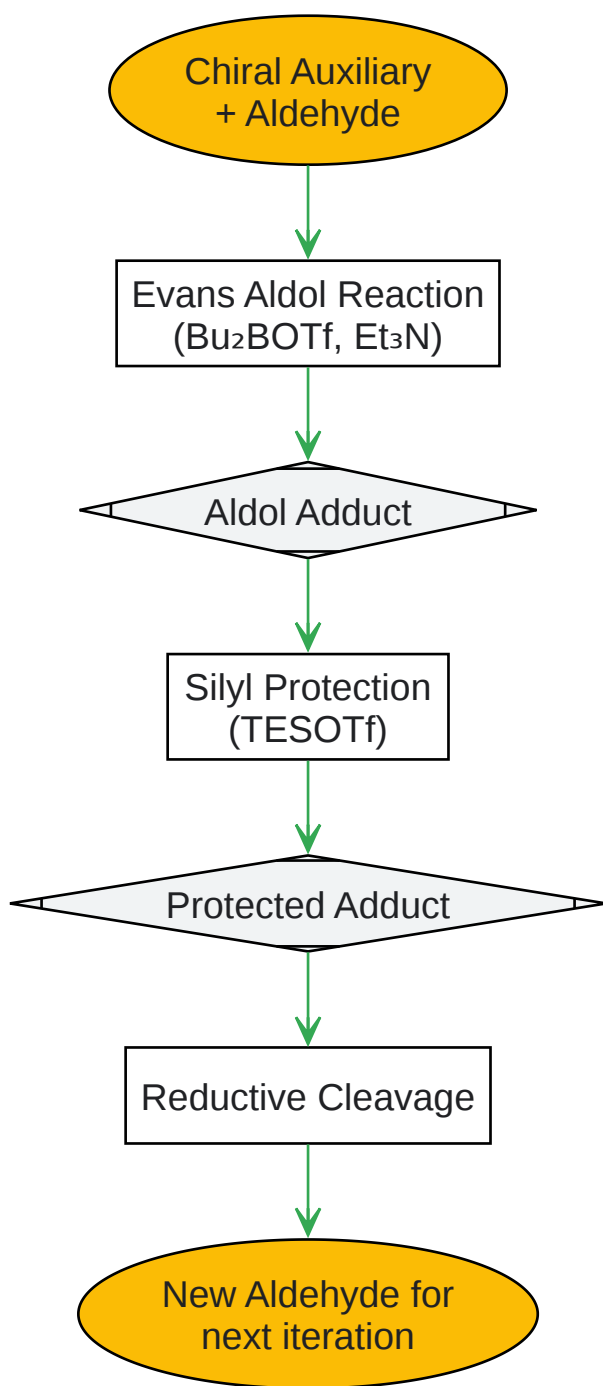 Chiral Auxiliary
+ Aldehyde
Evans Aldol Reaction
(Bu₂BOTf, Et₃N)
Aldol Adduct
Silyl Protection
(TESOTf)
Protected Adduct
Reductive Cleavage
New Aldehyde for
next iteration